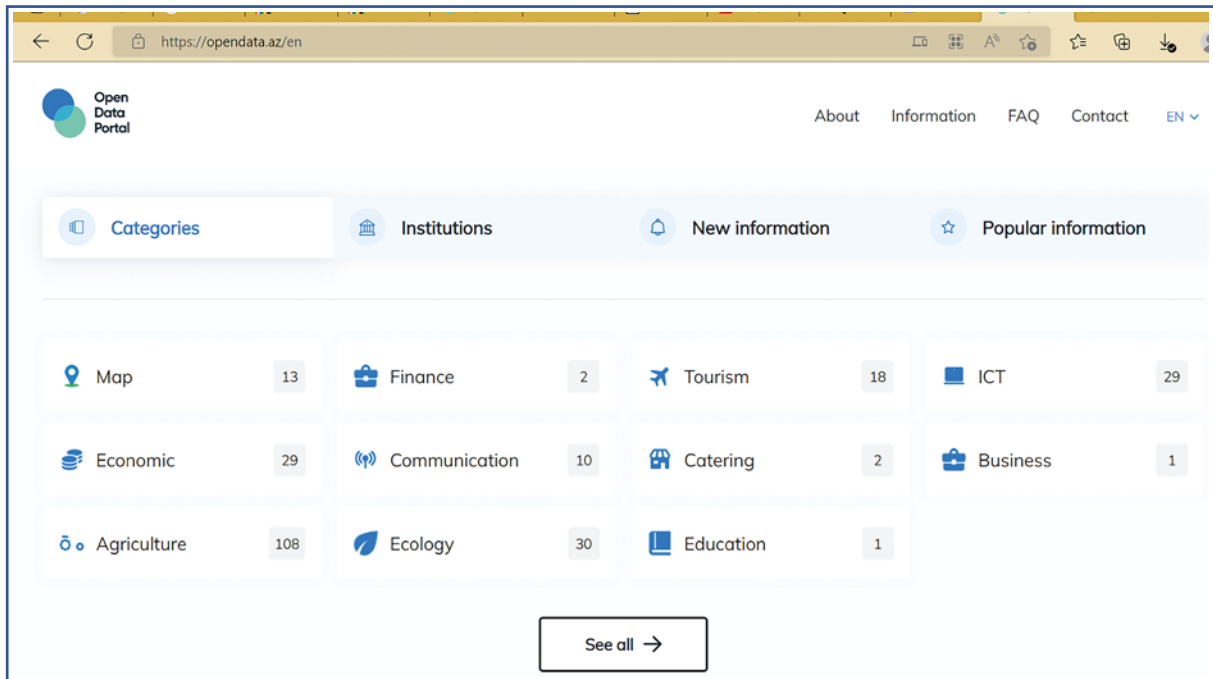 https://opendata.az/en
Open
Data
Portal
About Information FAQ Contact EN
Categories Institutions New information Popular information
Map 13 Finance 2 Tourism 18 ICT 29
Economic 29 Communication 10 Catering 2 Business 1
Agriculture 108 Ecology 30 Education 1
See all →